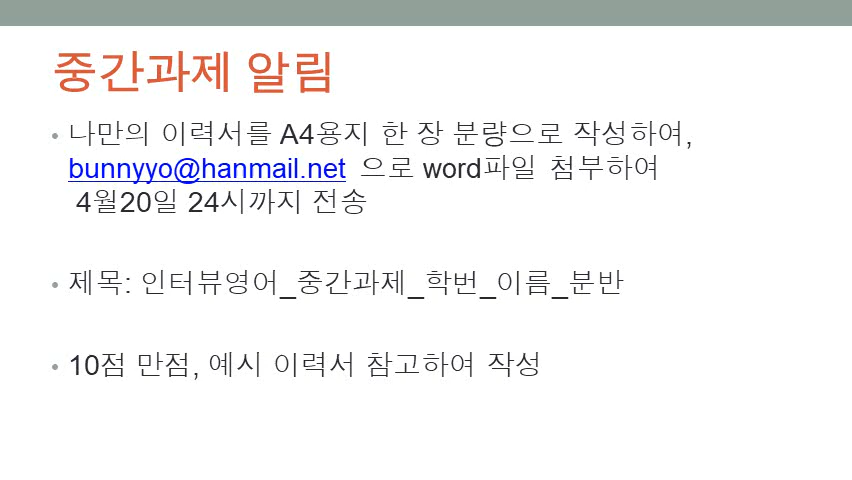 중간과제 알림
• 나만의 이력서를 A4용지 한 장 분량으로 작성하여,
bunnyyo@hanmail.net 으로 word파일 첨부하여
4월20일 24시까지 전송
• 제목: 인터뷰영어_중간과제_학번_이름_분반
• 10점 만점, 예시 이력서 참고하여 작성